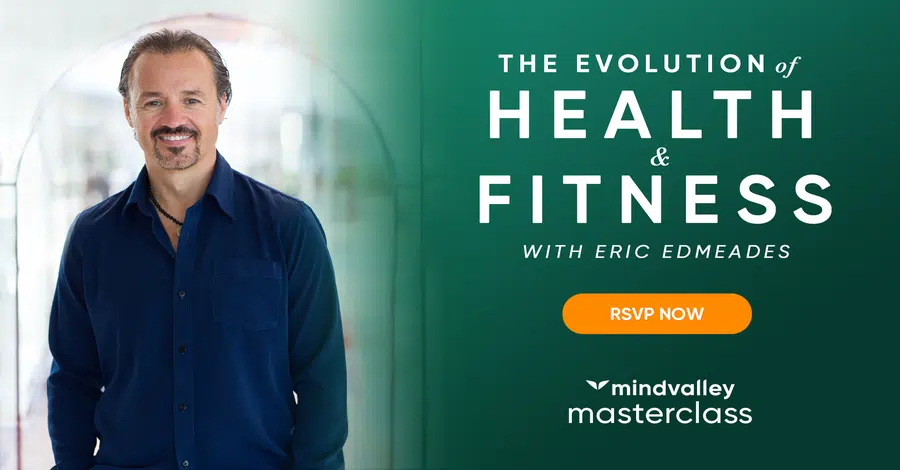 THE EVOLUTION of
HEALTH
&
FITNESS
WITH ERIC EDMEADES
RSVP NOW
mindvalley
masterclass